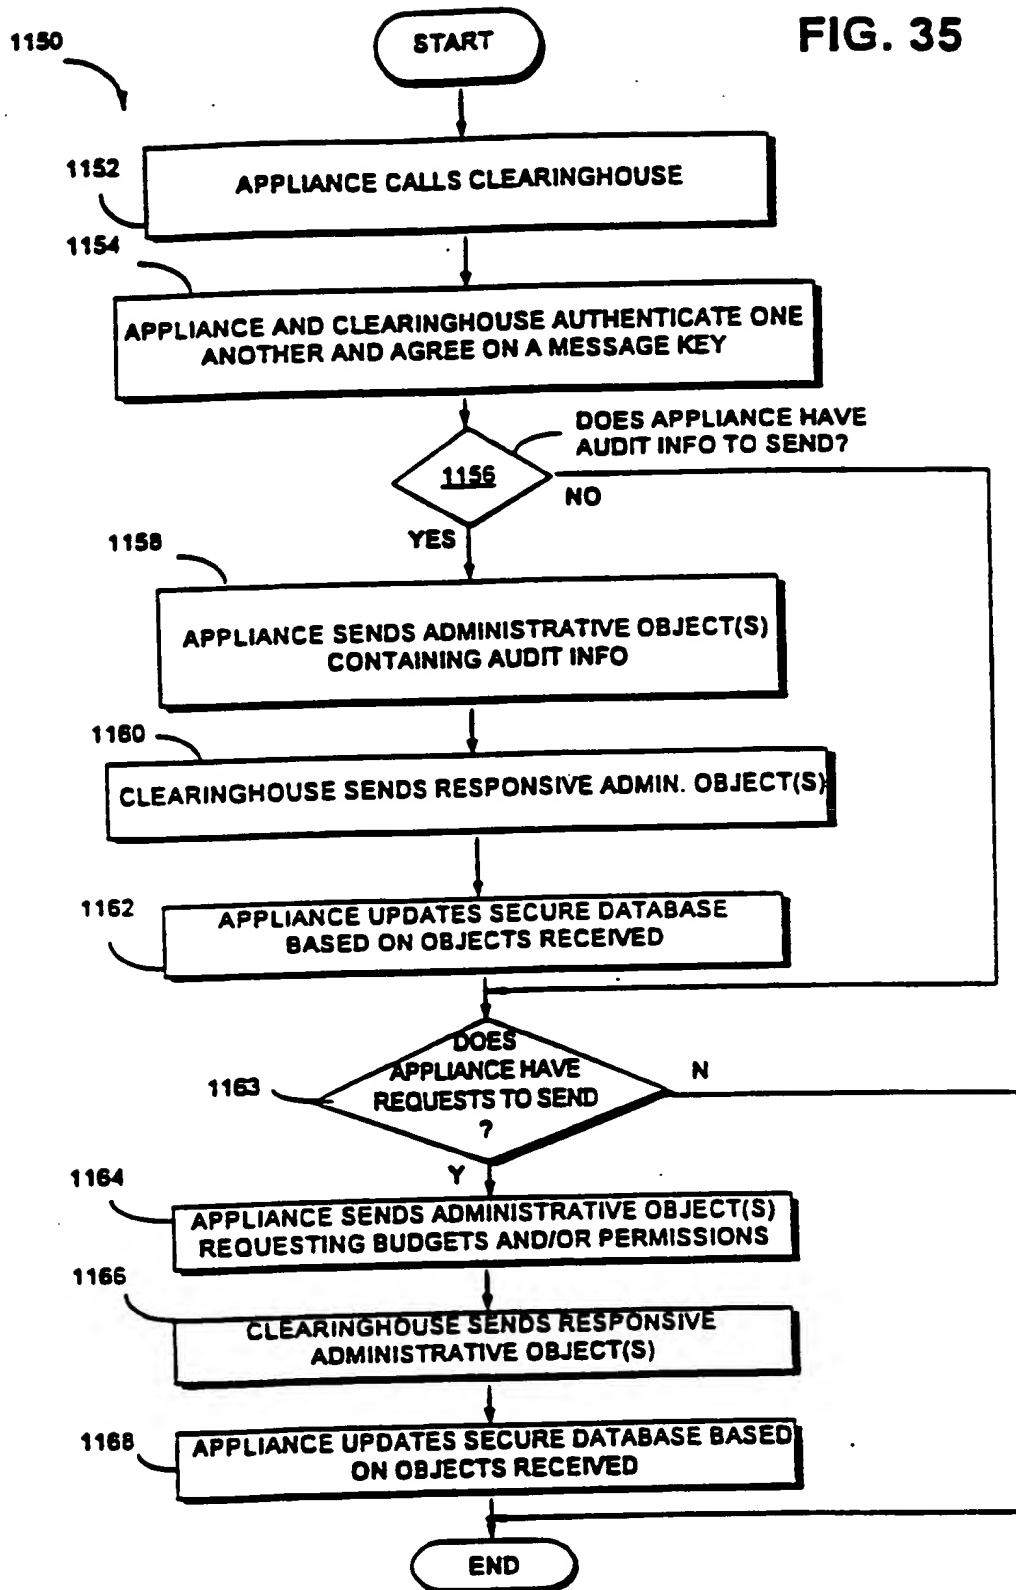 FIG. 35
1150
START
1152
APPLIANCE CALLS CLEARINGHOUSE
1154
APPLIANCE AND CLEARINGHOUSE AUTHENTICATE ONE
ANOTHER AND AGREE ON A MESSAGE KEY
DOES APPLIANCE HAVE
AUDIT INFO TO SEND?
1156
NO
YES
1158
APPLIANCE SENDS ADMINISTRATIVE OBJECT(S)
CONTAINING AUDIT INFO
1160
CLEARINGHOUSE SENDS RESPONSIVE ADMIN. OBJECT(S)
1162
APPLIANCE UPDATES SECURE DATABASE
BASED ON OBJECTS RECEIVED
DOES
APPLIANCE HAVE
REQUESTS TO SEND
?
1163
N
Y
1164
APPLIANCE SENDS ADMINISTRATIVE OBJECT(S)
REQUESTING BUDGETS AND/OR PERMISSIONS
1166
CLEARINGHOUSE SENDS RESPONSIVE
ADMINISTRATIVE OBJECT(S)
1168
APPLIANCE UPDATES SECURE DATABASE BASED
ON OBJECTS RECEIVED
END